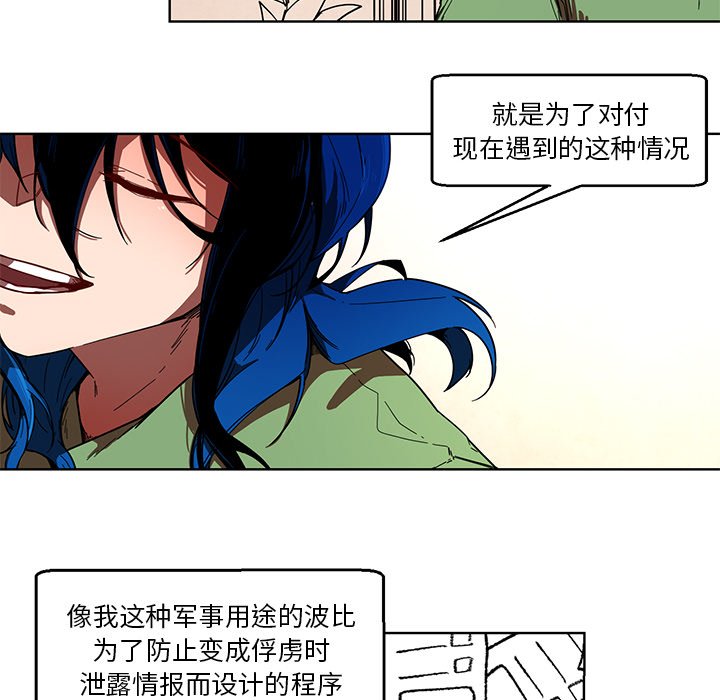 就是为了对付
现在遇到的这种情况
像我这种军事用途的波比
为了防止变成俘虏时
泄露情报而设计的程序